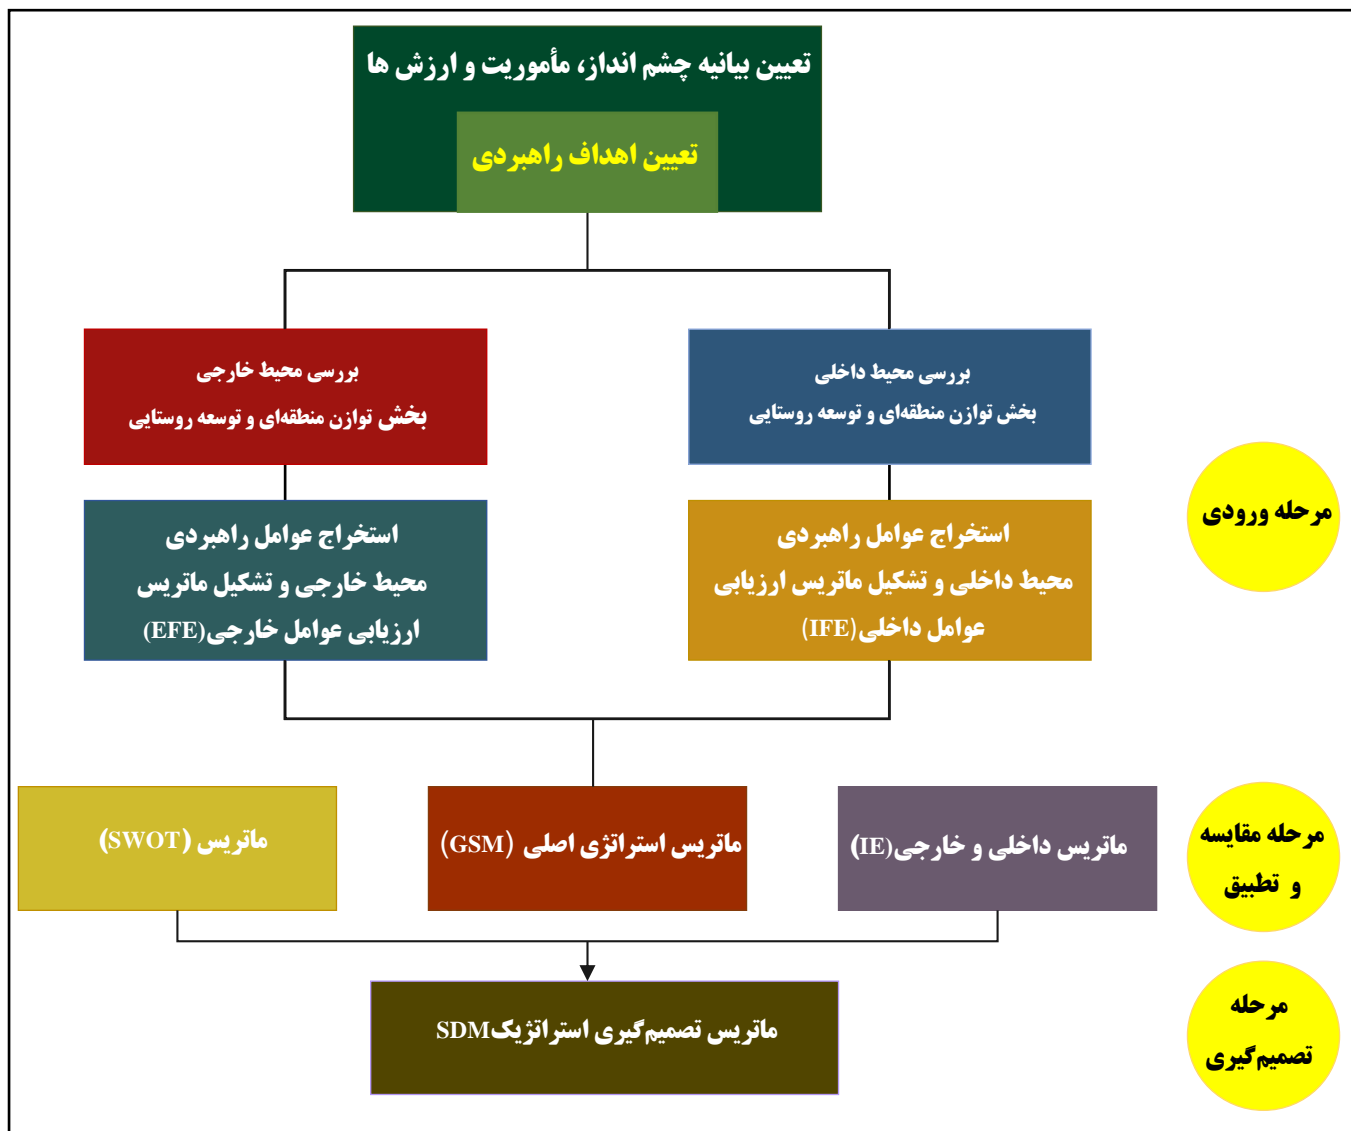 تعیین بیانیه چشم انداز، مأموریت و ارزش ها
تعیین اهداف راهبردی
بررسی محیط داخلی
بخش توازن منطقه‌ای و توسعه روستایی
بررسی محیط خارجی
بخش توازن منطقه‌ای و توسعه روستایی
مرحله ورودی
استخراج عوامل راهبردی
محیط داخلی و تشکیل ماتریس ارزیابی
عوامل داخلی(IFE)
استخراج عوامل راهبردی
محیط خارجی و تشکیل ماتریس
ارزیابی عوامل خارجی(EFE)
مرحله مقایسه
و تطبیق
ماتریس داخلی و خارجی(IE)
ماتریس استراتژی اصلی (GSM)
ماتریس (SWOT)
مرحله
تصمیم‌گیری
ماتریس تصمیم‌گیری استراتژیکSDM